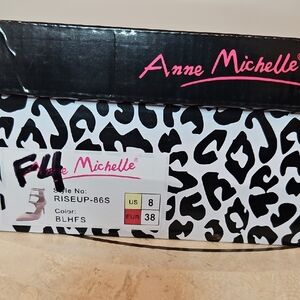 Anne Michelle
F4
Anne Michelle
Style No:
RISEUP-86S
Color:
BLHFS
US 8
EUR 38